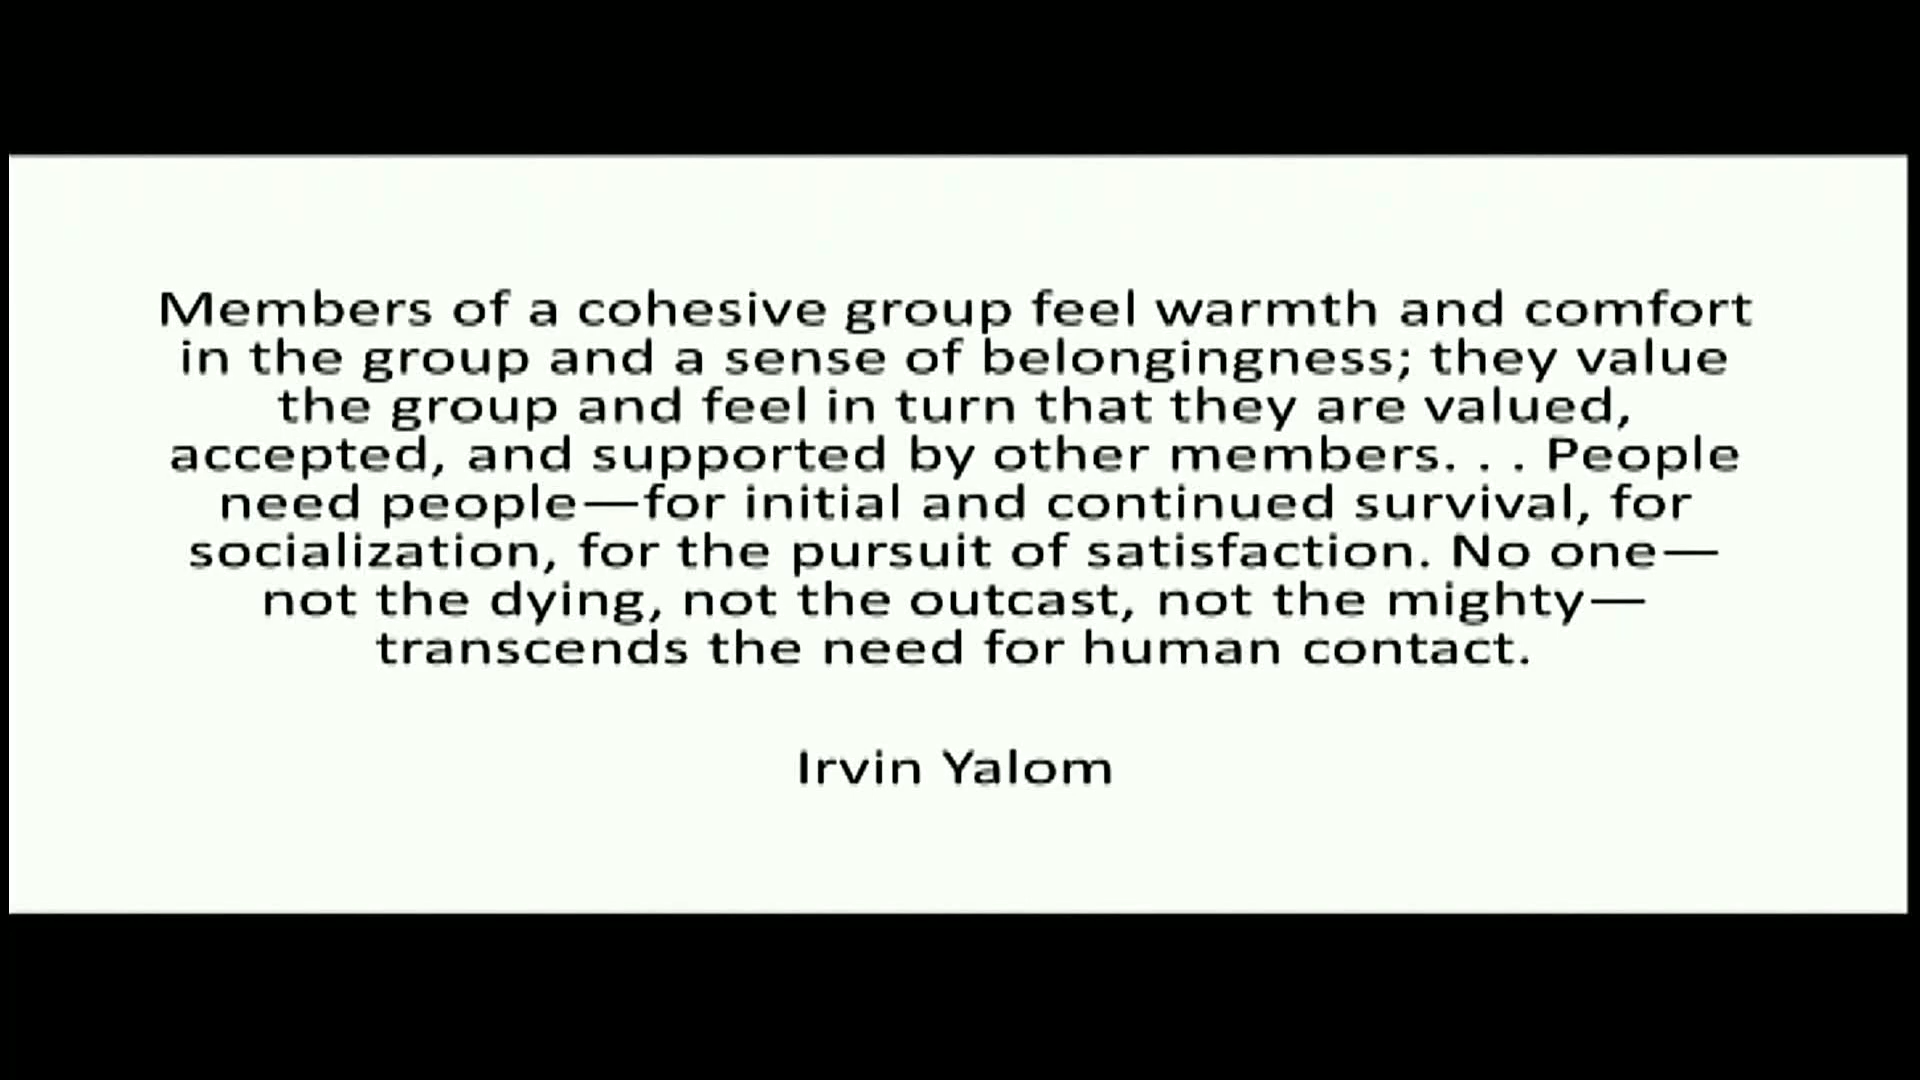 Members of a cohesive group feel warmth and comfort
in the group and a sense of belongingness; they value
the group and feel in turn that they are valued,
accepted, and supported by other members. . . People
need people—for initial and continued survival, for
socialization, for the pursuit of satisfaction. No one—
not the dying, not the outcast, not the mighty—
transcends the need for human contact.
Irvin Yalom